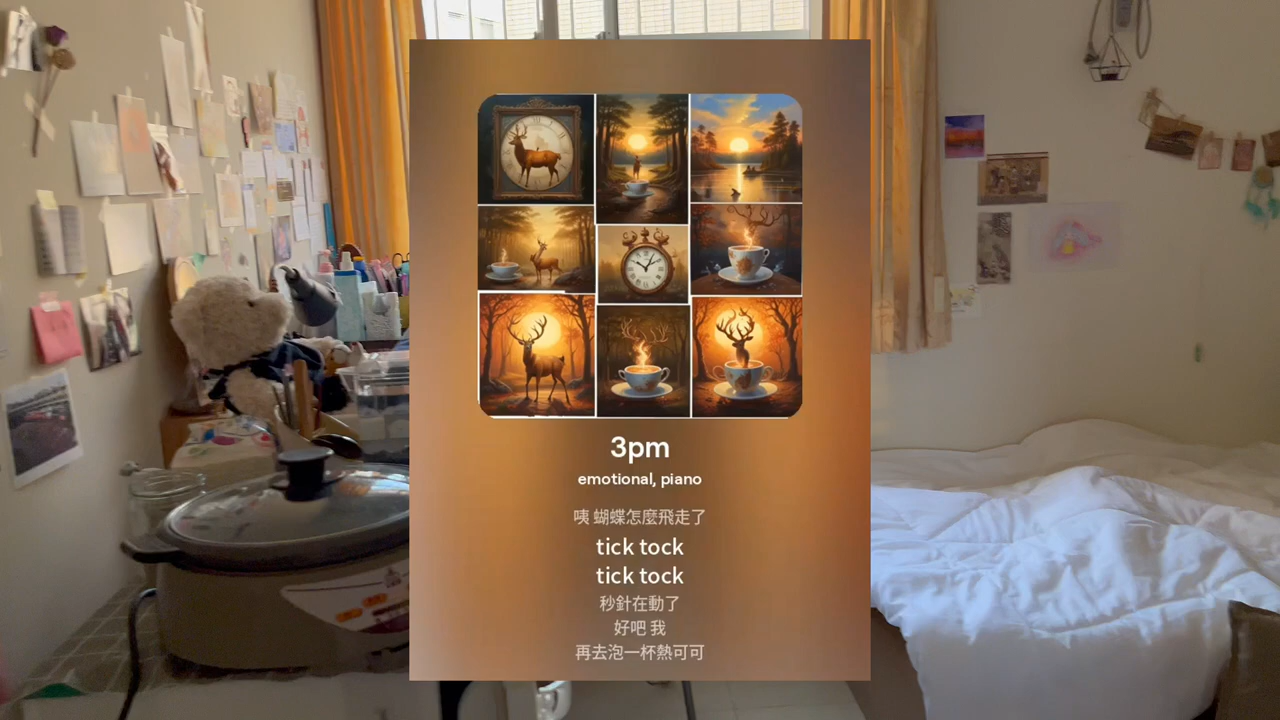 3pm
emotional, piano
咦 蝴蝶怎麼飛走了
tick tock
tick tock
秒針在動了
好吧 我
再去泡一杯熱可可